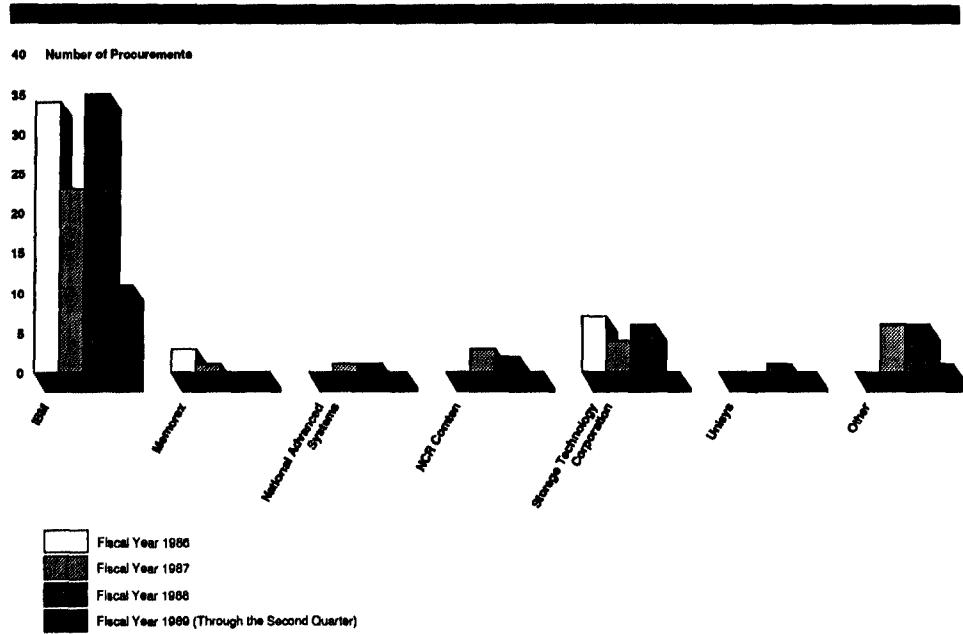 40 Number of Procurements
35
30
25
20
15
10
5
0
IBM
Memorex
National Advanced
Systems
NCR Comten
Storage Technology
Corporation
Unisys
Other
Fiscal Year 1986
Fiscal Year 1987
Fiscal Year 1988
Fiscal Year 1989 (Through the Second Quarter)